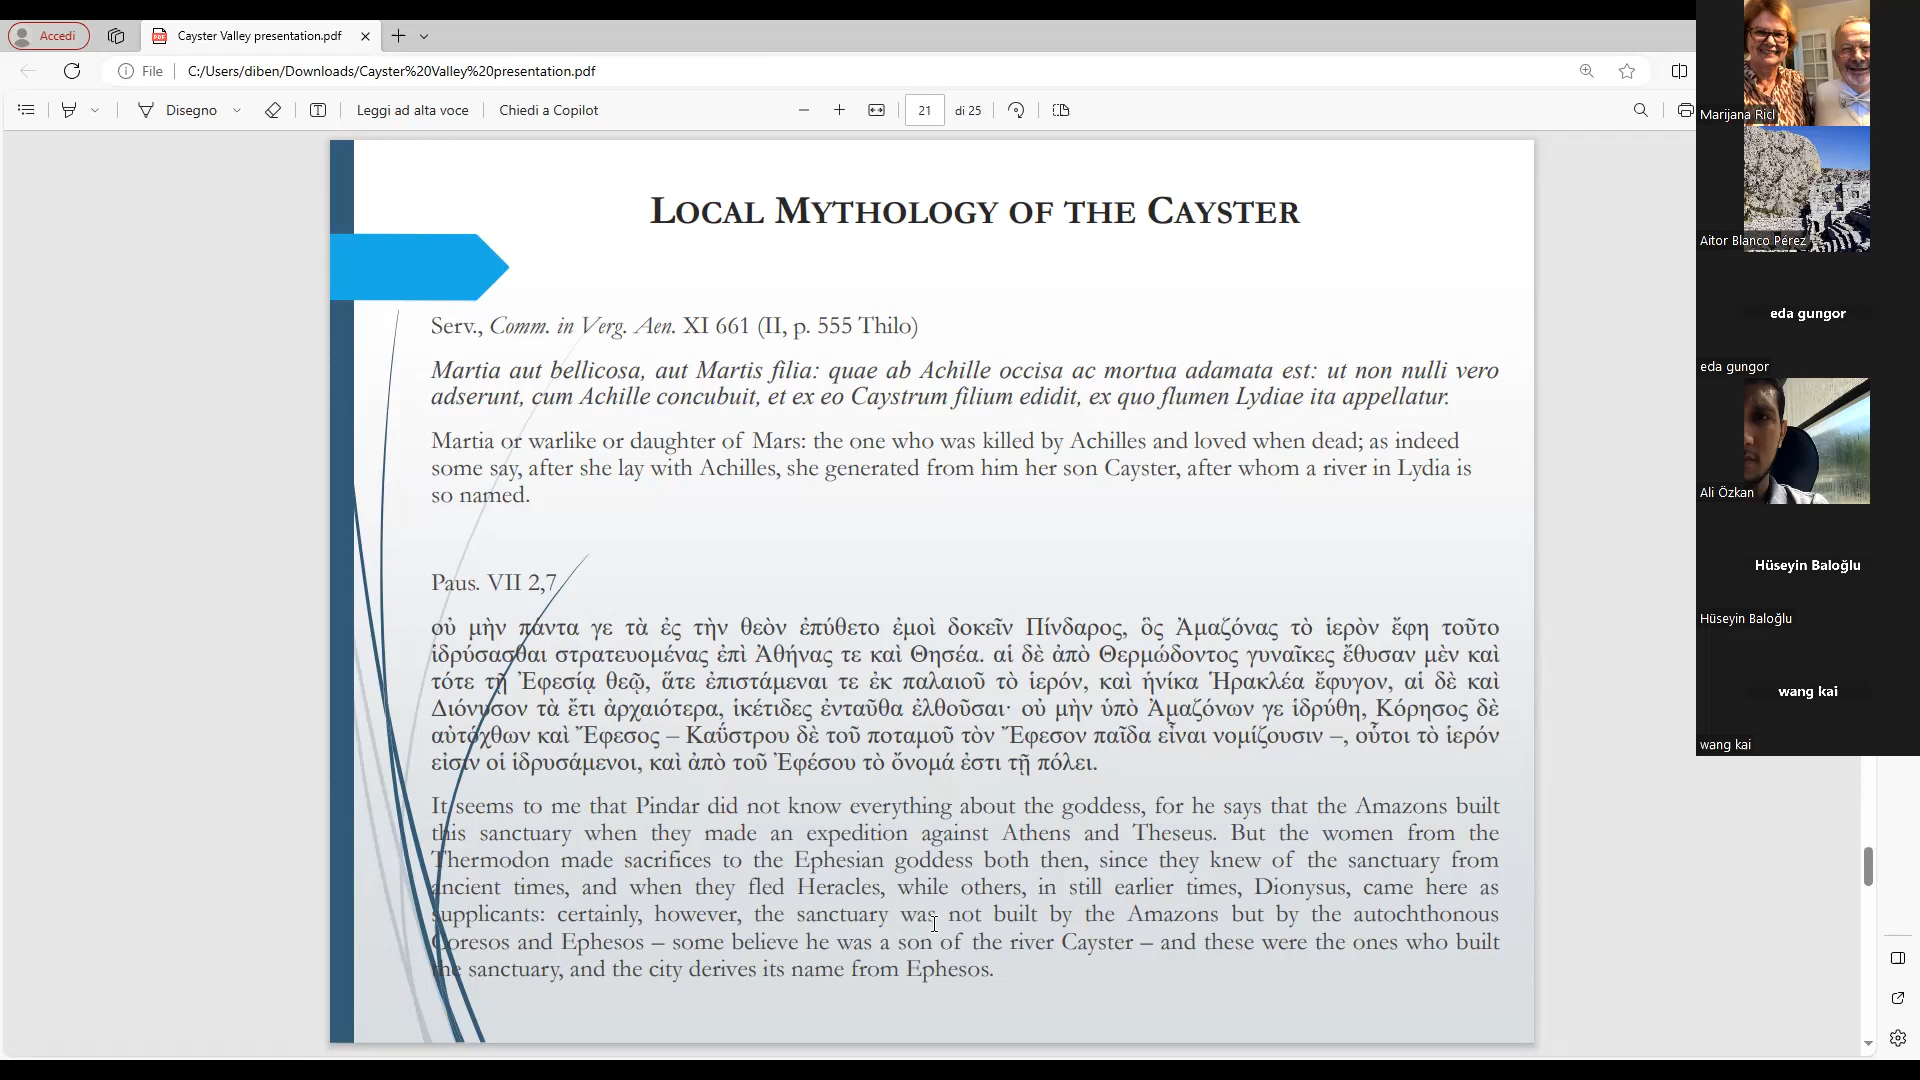 Accedi
Cayster Valley presentation.pdf
File
C:/Users/diben/Downloads/Cayster%20Valley%20presentation.pdf
Disegno
Leggi ad alta voce
Chiedi a Copilot
21
di 25
LOCAL MYTHOLOGY OF THE CAYSTER
Serv., Comm. in Verg. Aen. XI 661 (II, p. 555 Thilo)
Martia aut bellicosa, aut Martis filia: quae ab Achille occisa ac mortua adamata est: ut non nulli vero
adserunt, cum Achille concubuit, et ex eo Caystrum filium edidit, ex quo flumen Lydiae ita appellatur.
Martia or warlike or daughter of Mars: the one who was killed by Achilles and loved when dead; as indeed
some say, after she lay with Achilles, she generated from him her son Cayster, after whom a river in Lydia is
so named.
Paus. VII 2,7
οὐ μὴν πάντα γε τὰ ἐς τὴν θεὸν ἐπύθετο ἐμοὶ δοκεῖν Πίνδαρος, ὃς Ἀμαζόνας τὸ ἱερὸν ἔφη τοῦτο
ἱδρύσασθαι στρατευομένας ἐπὶ Ἀθήνας τε καὶ Θησέα. αἱ δὲ ἀπὸ Θερμώδοντος γυναῖκες ἔθυσαν μὲν καὶ
τότε τῇ Ἐφεσίᾳ θεῷ, ἅτε ἐπιστάμεναι τε ἐκ παλαιοῦ τὸ ἱερόν, καὶ ἡνίκα Ἡρακλέα ἔφυγον, αἱ δὲ καὶ
Διόνυσον τὰ ἔτι ἀρχαιότερα, ἱκέτιδες ἐνταῦθα ἐλθοῦσαι· οὐ μὴν ὑπὸ Ἀμαζόνων γε ἱδρύθη, Κόρησος δὲ
αὐτόχθων καὶ Ἔφεσος – Καΰστρου δὲ τοῦ ποταμοῦ τὸν Ἔφεσον παῖδα εἶναι νομίζουσιν –, οὗτοι τὸ ἱερόν
εἰσιν οἱ ἱδρυσάμενοι, καὶ ἀπὸ τοῦ Ἐφέσου τὸ ὄνομά ἐστι τῇ πόλει.
It seems to me that Pindar did not know everything about the goddess, for he says that the Amazons built
this sanctuary when they made an expedition against Athens and Theseus. But the women from the
Thermodon made sacrifices to the Ephesian goddess both then, since they knew of the sanctuary from
ancient times, and when they fled Heracles, while others, in still earlier times, Dionysus, came here as
supplicants: certainly, however, the sanctuary was not built by the Amazons but by the autochthonous
Coresos and Ephesos – some believe he was a son of the river Cayster – and these were the ones who built
the sanctuary, and the city derives its name from Ephesos.
Marijana Ricl
Aitor Blanco Pérez
eda gungor
eda gungor
Ali Özkan
Hüseyin Baloğlu
Hüseyin Baloğlu
wang kai
wang kai